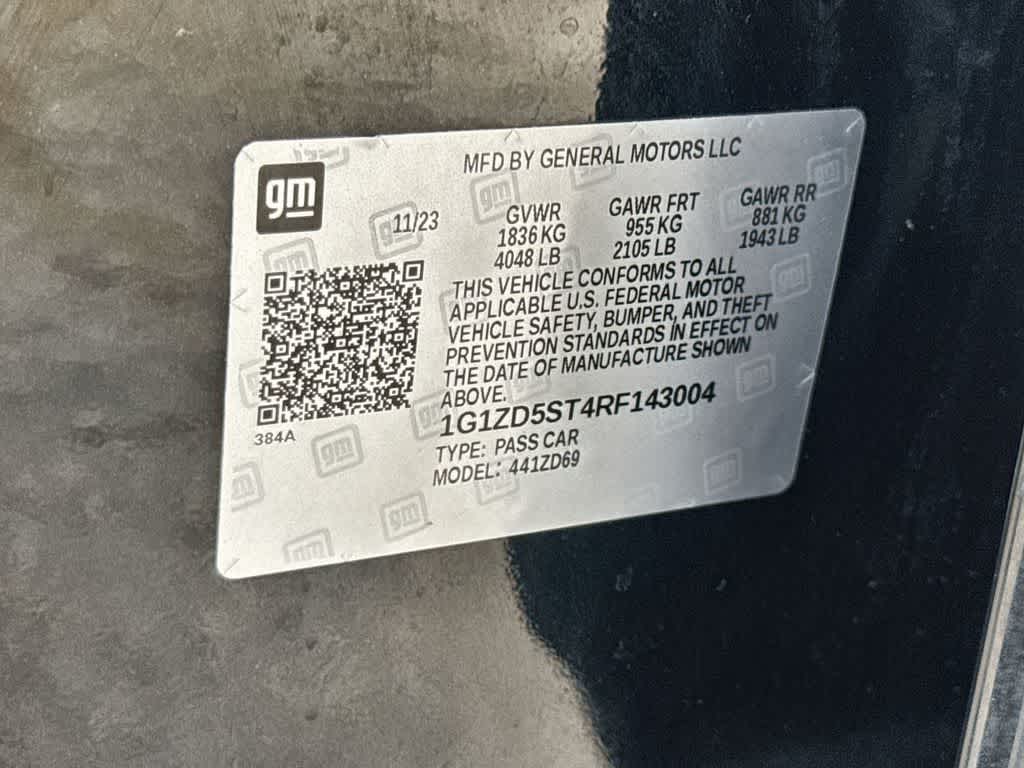 gm
MFD BY GENERAL MOTORS LLC
11/23
GVWR
1836 KG
4048 LB
GAWR FRT
955 KG
2105 LB
GAWR RR
881 KG
1943 LB
THIS VEHICLE CONFORMS TO ALL
APPLICABLE U.S. FEDERAL MOTOR
VEHICLE SAFETY, BUMPER, AND THEFT
PREVENTION STANDARDS IN EFFECT ON
THE DATE OF MANUFACTURE SHOWN
ABOVE.
1G1ZD5ST4RF143004
TYPE: PASS CAR
MODEL: 441ZD69
384A